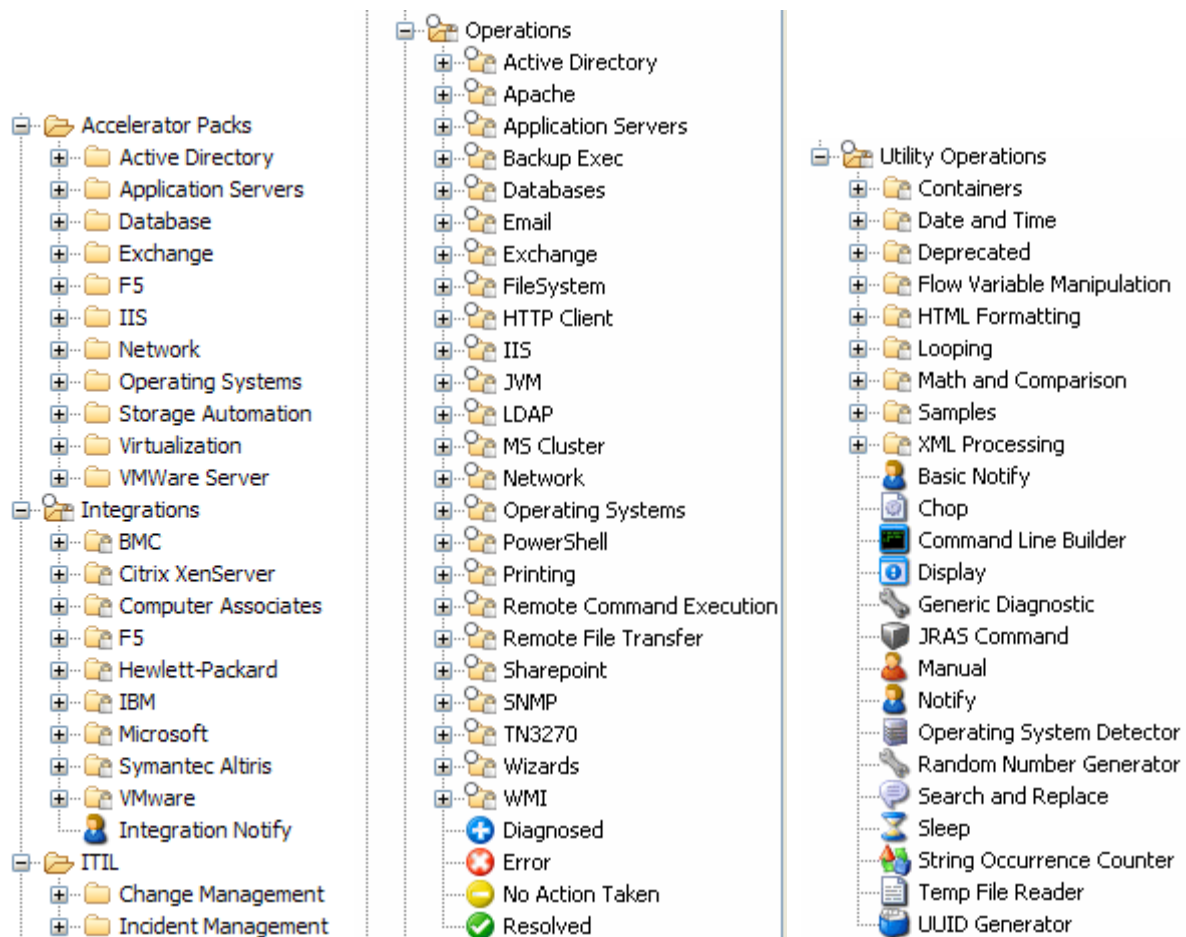 Accelerator Packs
Active Directory
Application Servers
Database
Exchange
F5
IIS
Network
Operating Systems
Storage Automation
Virtualization
VMWare Server
Integrations
BMC
Citrix XenServer
Computer Associates
F5
Hewlett-Packard
IBM
Microsoft
Symantec Altiris
VMware
Integration Notify
ITIL
Change Management
Incident Management
Operations
Active Directory
Apache
Application Servers
Backup Exec
Databases
Email
Exchange
FileSystem
HTTP Client
IIS
JVM
LDAP
MS Cluster
Network
Operating Systems
PowerShell
Printing
Remote Command Execution
Remote File Transfer
Sharepoint
SNMP
TN3270
Wizards
WMI
Diagnosed
Error
No Action Taken
Resolved
Utility Operations
Containers
Date and Time
Deprecated
Flow Variable Manipulation
HTML Formatting
Looping
Math and Comparison
Samples
XML Processing
Basic Notify
Chop
Command Line Builder
Display
Generic Diagnostic
JRAS Command
Manual
Notify
Operating System Detector
Random Number Generator
Search and Replace
Sleep
String Occurrence Counter
Temp File Reader
UUID Generator